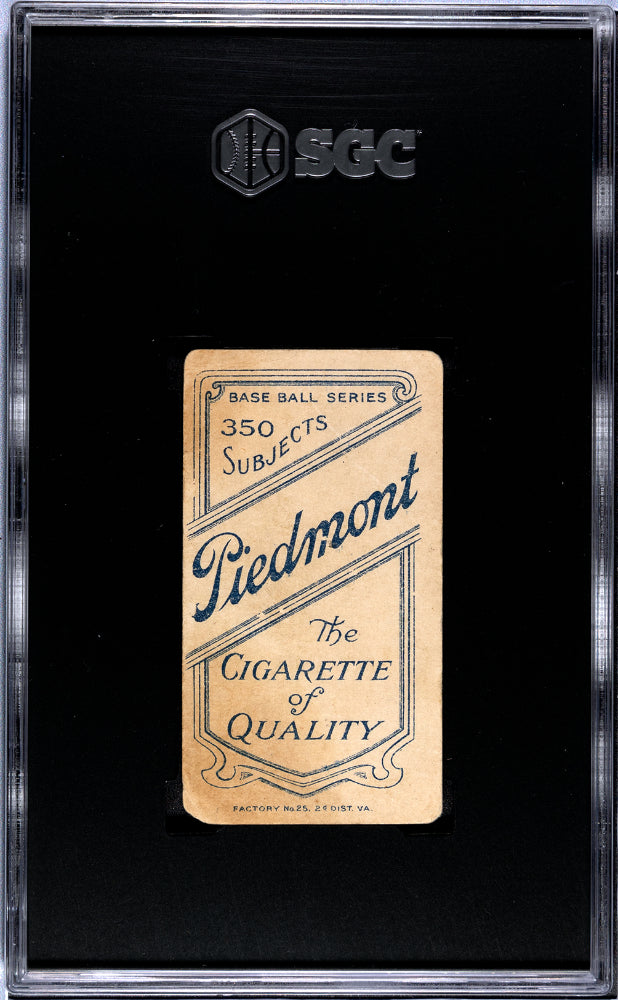 SGC
BASE BALL SERIES
350
SUBJECTS
Piedmont
The
CIGARETTE
of
QUALITY
FACTORY No. 25, 2d DIST. VA.